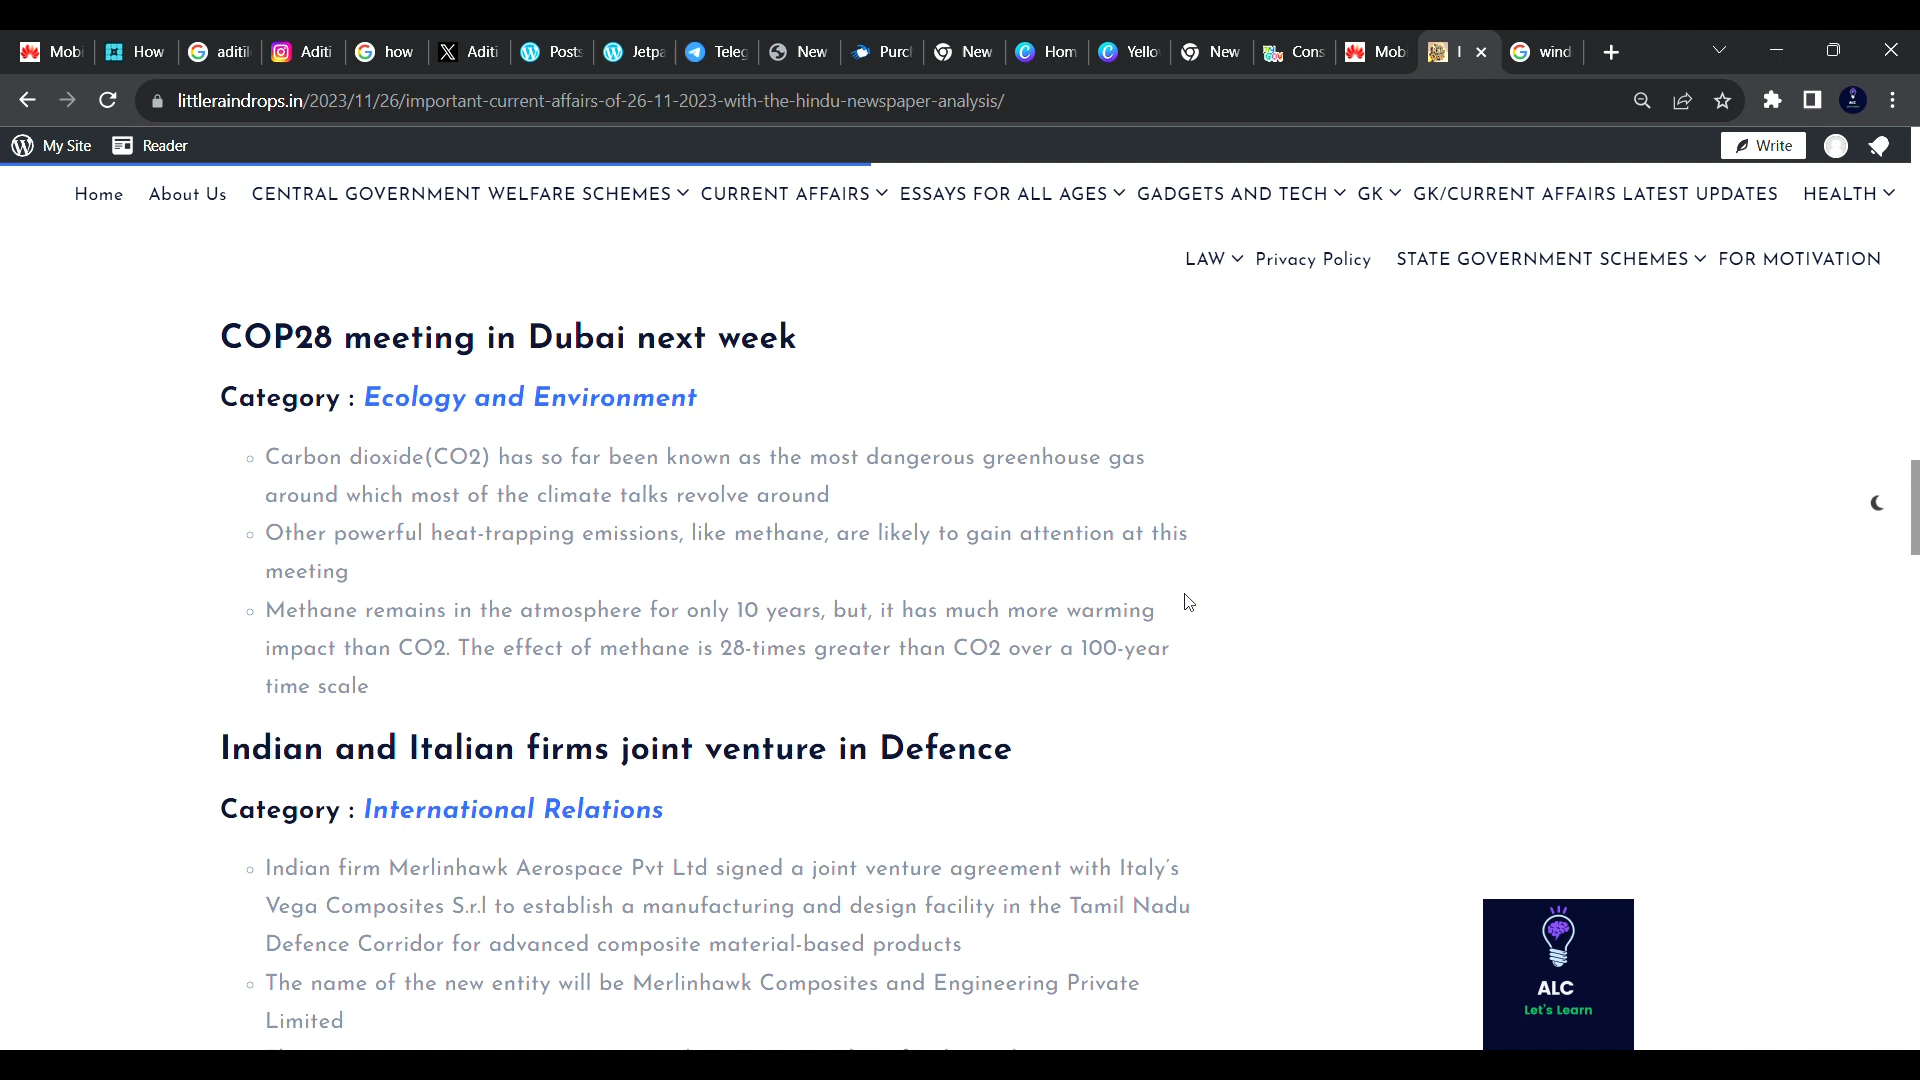 Mobi How aditil Aditi how Aditi Posts Jetpa Teleg New Purch New Hom Yello New Cons Mobi I wind
littleraindrops.in/2023/11/26/important-current-affairs-of-26-11-2023-with-the-hindu-newspaper-analysis/
My Site Reader Write
Home About Us CENTRAL GOVERNMENT WELFARE SCHEMES CURRENT AFFAIRS ESSAYS FOR ALL AGES GADGETS AND TECH GK GK/CURRENT AFFAIRS LATEST UPDATES HEALTH
LAW Privacy Policy STATE GOVERNMENT SCHEMES FOR MOTIVATION
COP28 meeting in Dubai next week
Category : Ecology and Environment
Carbon dioxide(CO2) has so far been known as the most dangerous greenhouse gas
around which most of the climate talks revolve around
Other powerful heat-trapping emissions, like methane, are likely to gain attention at this
meeting
Methane remains in the atmosphere for only 10 years, but, it has much more warming
impact than CO2. The effect of methane is 28-times greater than CO2 over a 100-year
time scale
Indian and Italian firms joint venture in Defence
Category : International Relations
Indian firm Merlinhawk Aerospace Pvt Ltd signed a joint venture agreement with Italy's
Vega Composites S.r.l to establish a manufacturing and design facility in the Tamil Nadu
Defence Corridor for advanced composite material-based products
The name of the new entity will be Merlinhawk Composites and Engineering Private
Limited
ALC
Let's Learn